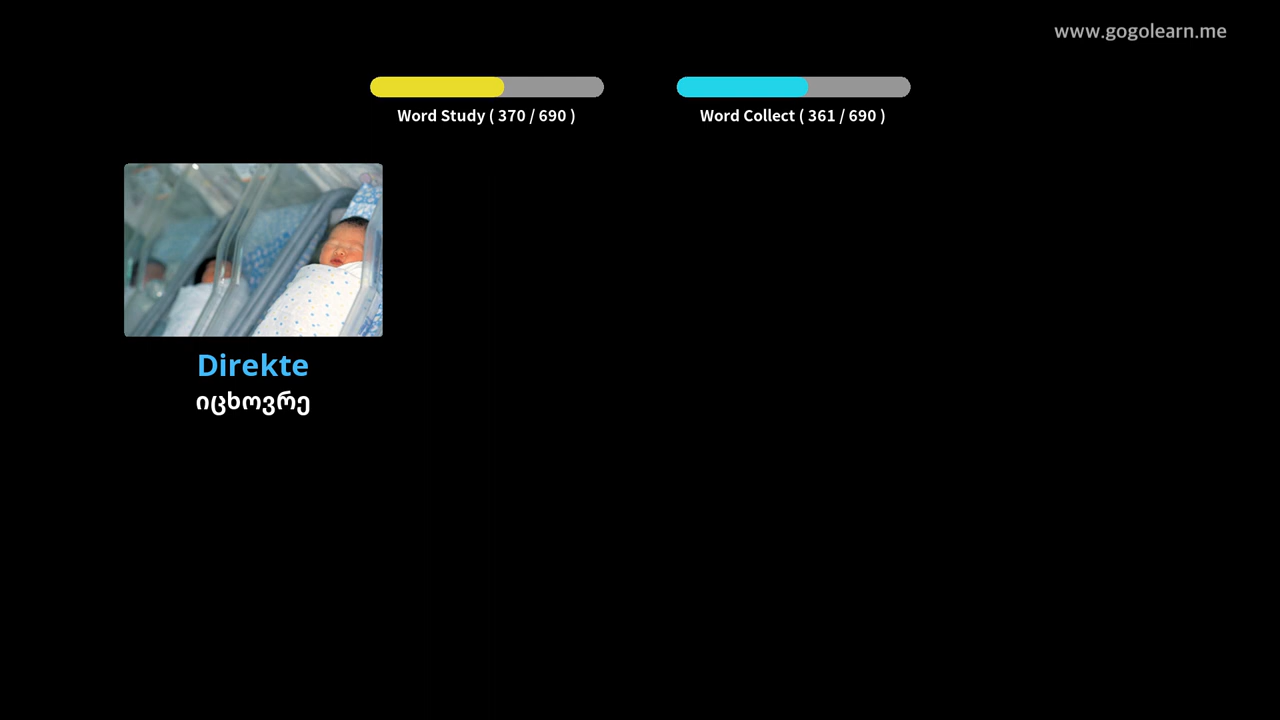 www.gogolearn.me
Word Study ( 370 / 690 )
Word Collect ( 361 / 690 )
Direkte
იცხოვრე